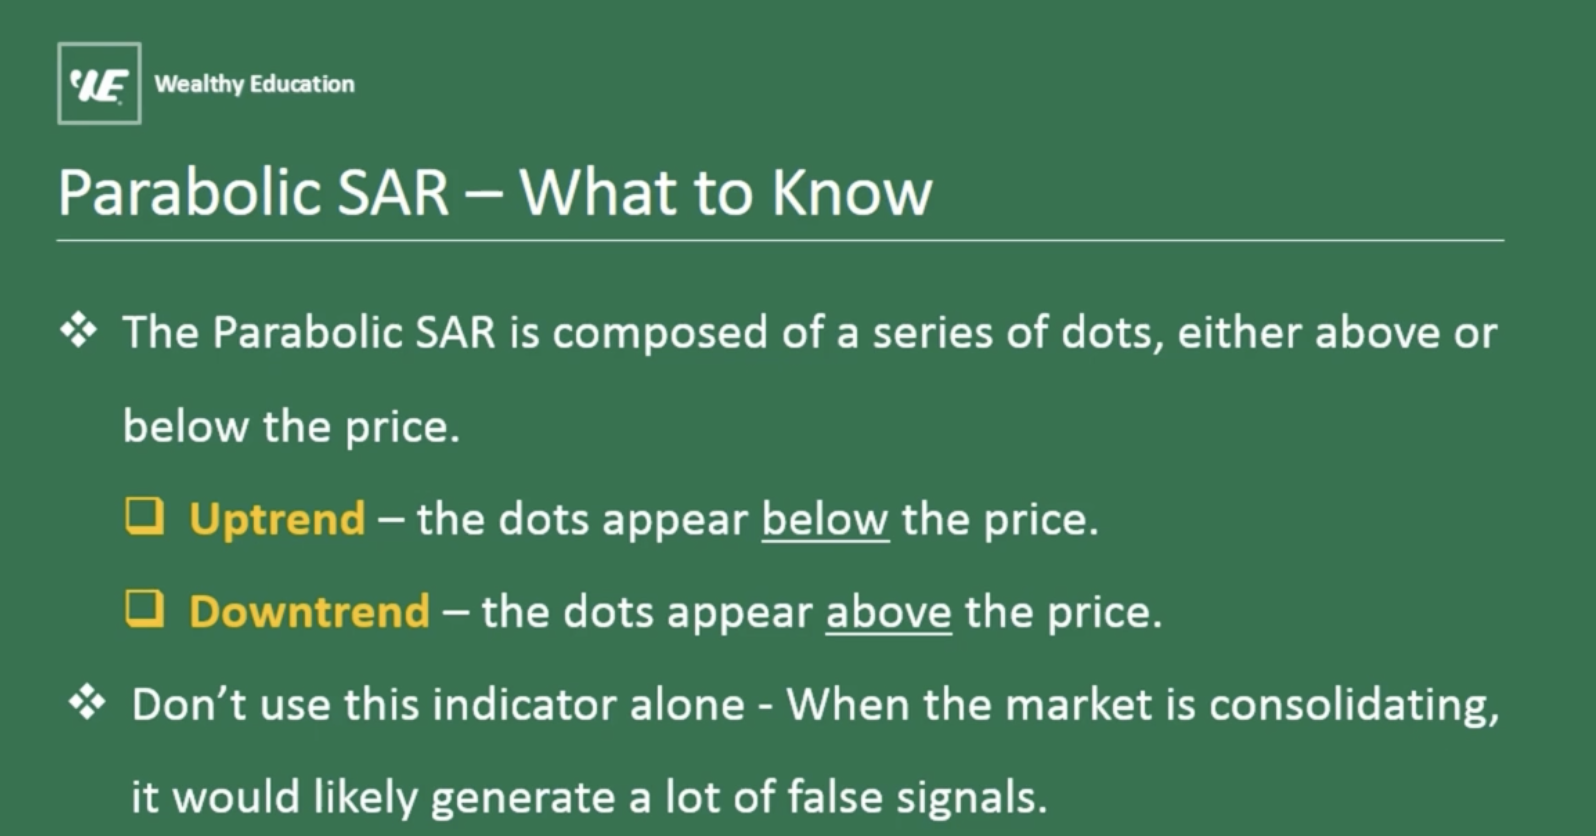 WE
Wealthy Education
Parabolic SAR – What to Know
❖ The Parabolic SAR is composed of a series of dots, either above or
below the price.
❑ Uptrend – the dots appear below the price.
❑ Downtrend – the dots appear above the price.
❖ Don’t use this indicator alone - When the market is consolidating,
it would likely generate a lot of false signals.